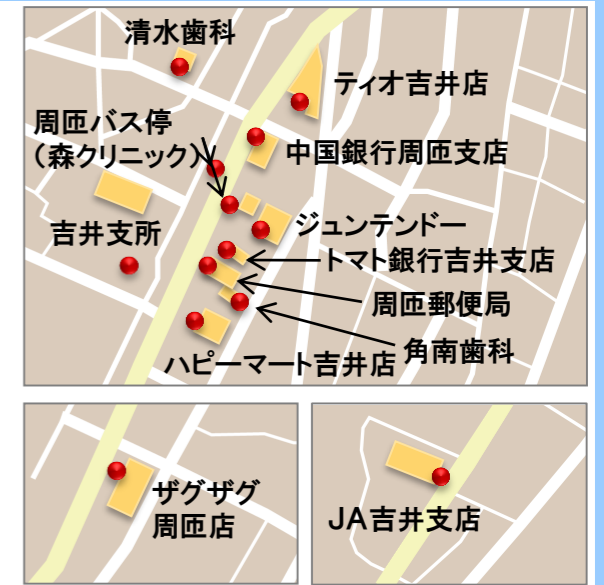 清水歯科
ティオ吉井店
周匝バス停
（森クリニック）
中国銀行周匝支店
吉井支所
ジュンテンドー
トマト銀行吉井支店
周匝郵便局
角南歯科
ハピーマート吉井店
ザグザグ
周匝店
ＪＡ吉井支店